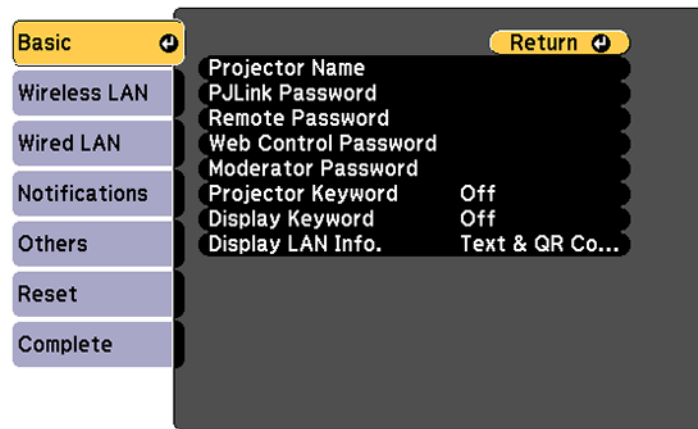 Basic
Wireless LAN
Wired LAN
Notifications
Others
Reset
Complete
Return
Projector Name
PJLink Password
Remote Password
Web Control Password
Moderator Password
Projector Keyword Off
Display Keyword Off
Display LAN Info. Text & QR Co...